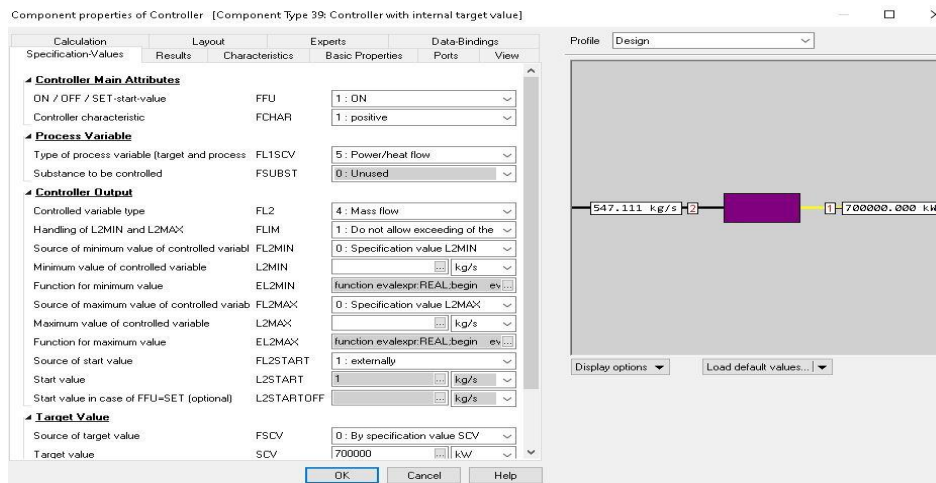 Component properties of Controller [Component Type 39: Controller with internal target value]
Calculation Layout Experts Data-Bindings
Specification-Values Results Characteristics Basic Properties Ports View
Controller Main Attributes
ON / OFF / SET-start-value FFU 1 : ON
Controller characteristic FCHAR 1 : positive
Process Variable
Type of process variable (target and process FL1SCV 5 : Power/heat flow
Substance to be controlled FSUBST 0 : Unused
Controller Output
Controlled variable type FL2 4 : Mass flow
Handling of L2MIN and L2MAX FLIM 1 : Do not allow exceeding of the
Source of minimum value of controlled variabl FL2MIN 0 : Specification value L2MIN
Minimum value of controlled variable L2MIN ... kg/s
Function for minimum value EL2MIN function evalexpr:REAL;begin ev ...
Source of maximum value of controlled variab FL2MAX 0 : Specification value L2MAX
Maximum value of controlled variable L2MAX ... kg/s
Function for maximum value EL2MAX function evalexpr:REAL;begin ev ...
Source of start value FL2START 1 : externally
Start value L2START 1 ... kg/s
Start value in case of FFU=SET (optional) L2STARTOFF ... kg/s
Target Value
Source of target value FSCV 0 : By specification value SCV
Target value SCV 700000 ... kW
OK Cancel Help
Profile Design
547.111 kg/s 2 1 700000.000 kW
Display options Load default values...